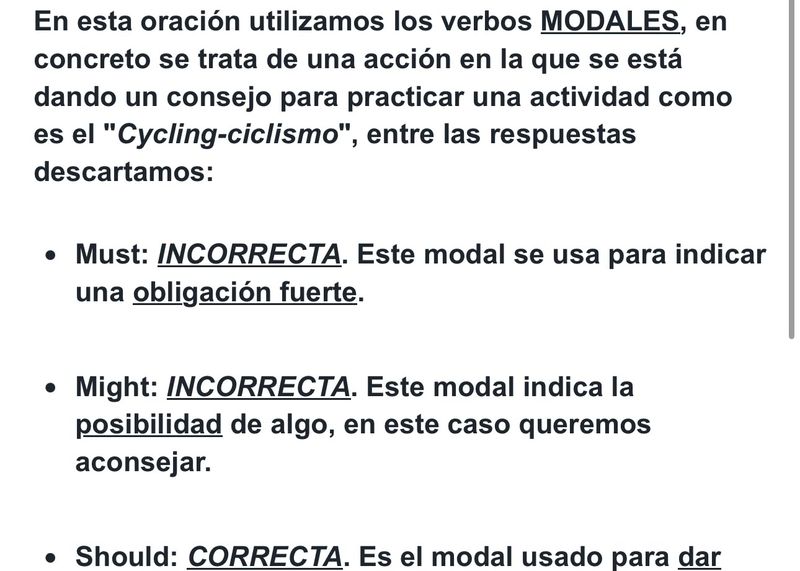 En esta oración utilizamos los verbos MODALES, en
concreto se trata de una acción en la que se está
dando un consejo para practicar una actividad como
es el "Cycling-ciclismo", entre las respuestas
descartamos:
• Must: INCORRECTA. Este modal se usa para indicar
una obligación fuerte.
• Might: INCORRECTA. Este modal indica la
posibilidad de algo, en este caso queremos
aconsejar.
• Should: CORRECTA. Es el modal usado para dar